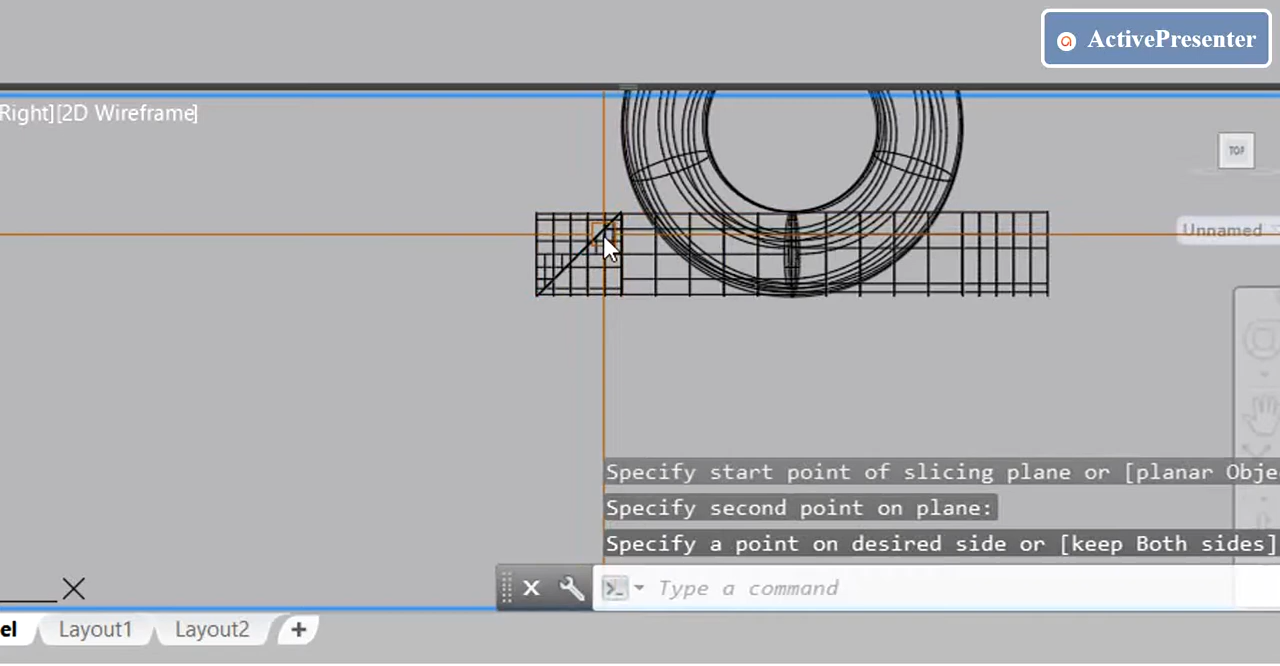 ActivePresenter
Right][2D Wireframe]
TOP
Unnamed
Specify start point of slicing plane or [planar Obje
Specify second point on plane:
Specify a point on desired side or [keep Both sides]
Type a command
el Layout1 Layout2 +